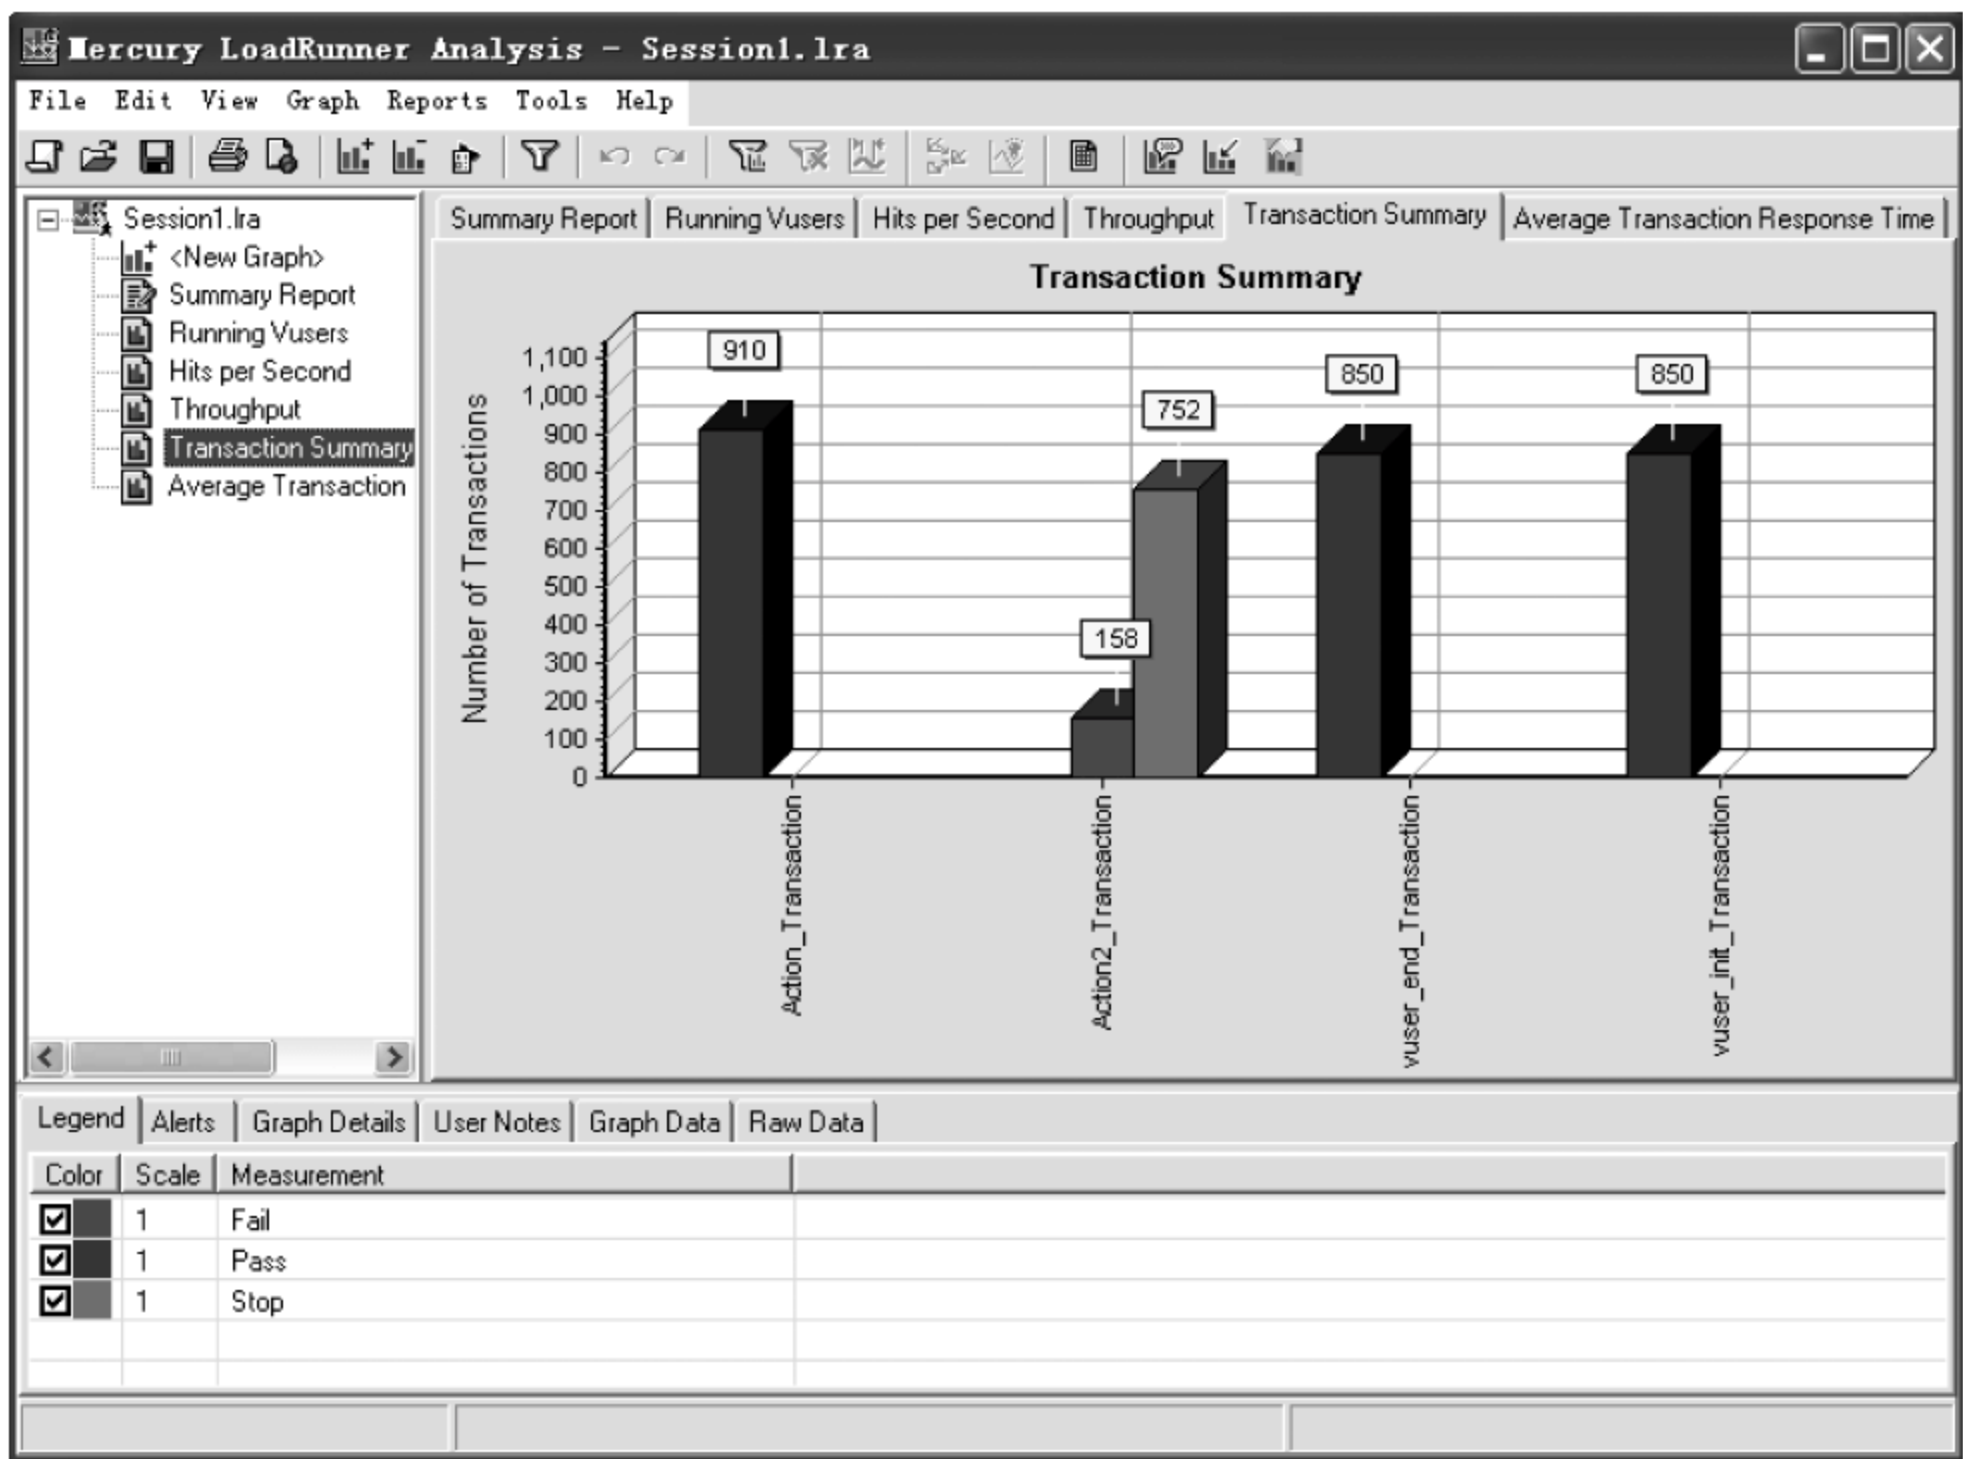 Mercury LoadRunner Analysis - Session1.lra
File Edit View Graph Reports Tools Help
Session1.lra
<New Graph>
Summary Report
Running Vusers
Hits per Second
Throughput
Transaction Summary
Average Transaction
Summary Report Running Vusers Hits per Second Throughput Transaction Summary Average Transaction Response Time
Transaction Summary
Number of Transactions
1,100
1,000
900
800
700
600
500
400
300
200
100
0
910
158
752
850
850
Action_Transaction
Action2_Transaction
vuser_end_Transaction
vuser_init_Transaction
Legend Alerts Graph Details User Notes Graph Data Raw Data
Color Scale Measurement
1 Fail
1 Pass
1 Stop